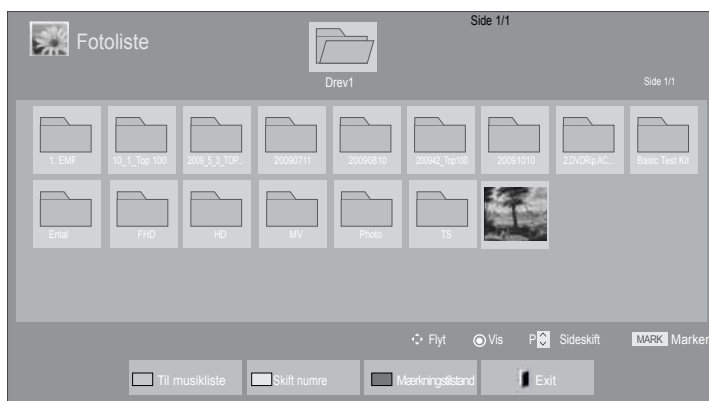 Side 1/1
Fotoliste
Drev1
Side 1/1
1. EMF 10_1_Top 100 2009_5_3_TOP... 20090711 20090810 200942_Top100 20091010 2.DVDRip.AC... Basic Test Kit
Ental FHD HD MV Photo TS
Flyt Vis P Sideskift MARK Marker
Til musikliste Skift numre Mærkningstilstand Exit